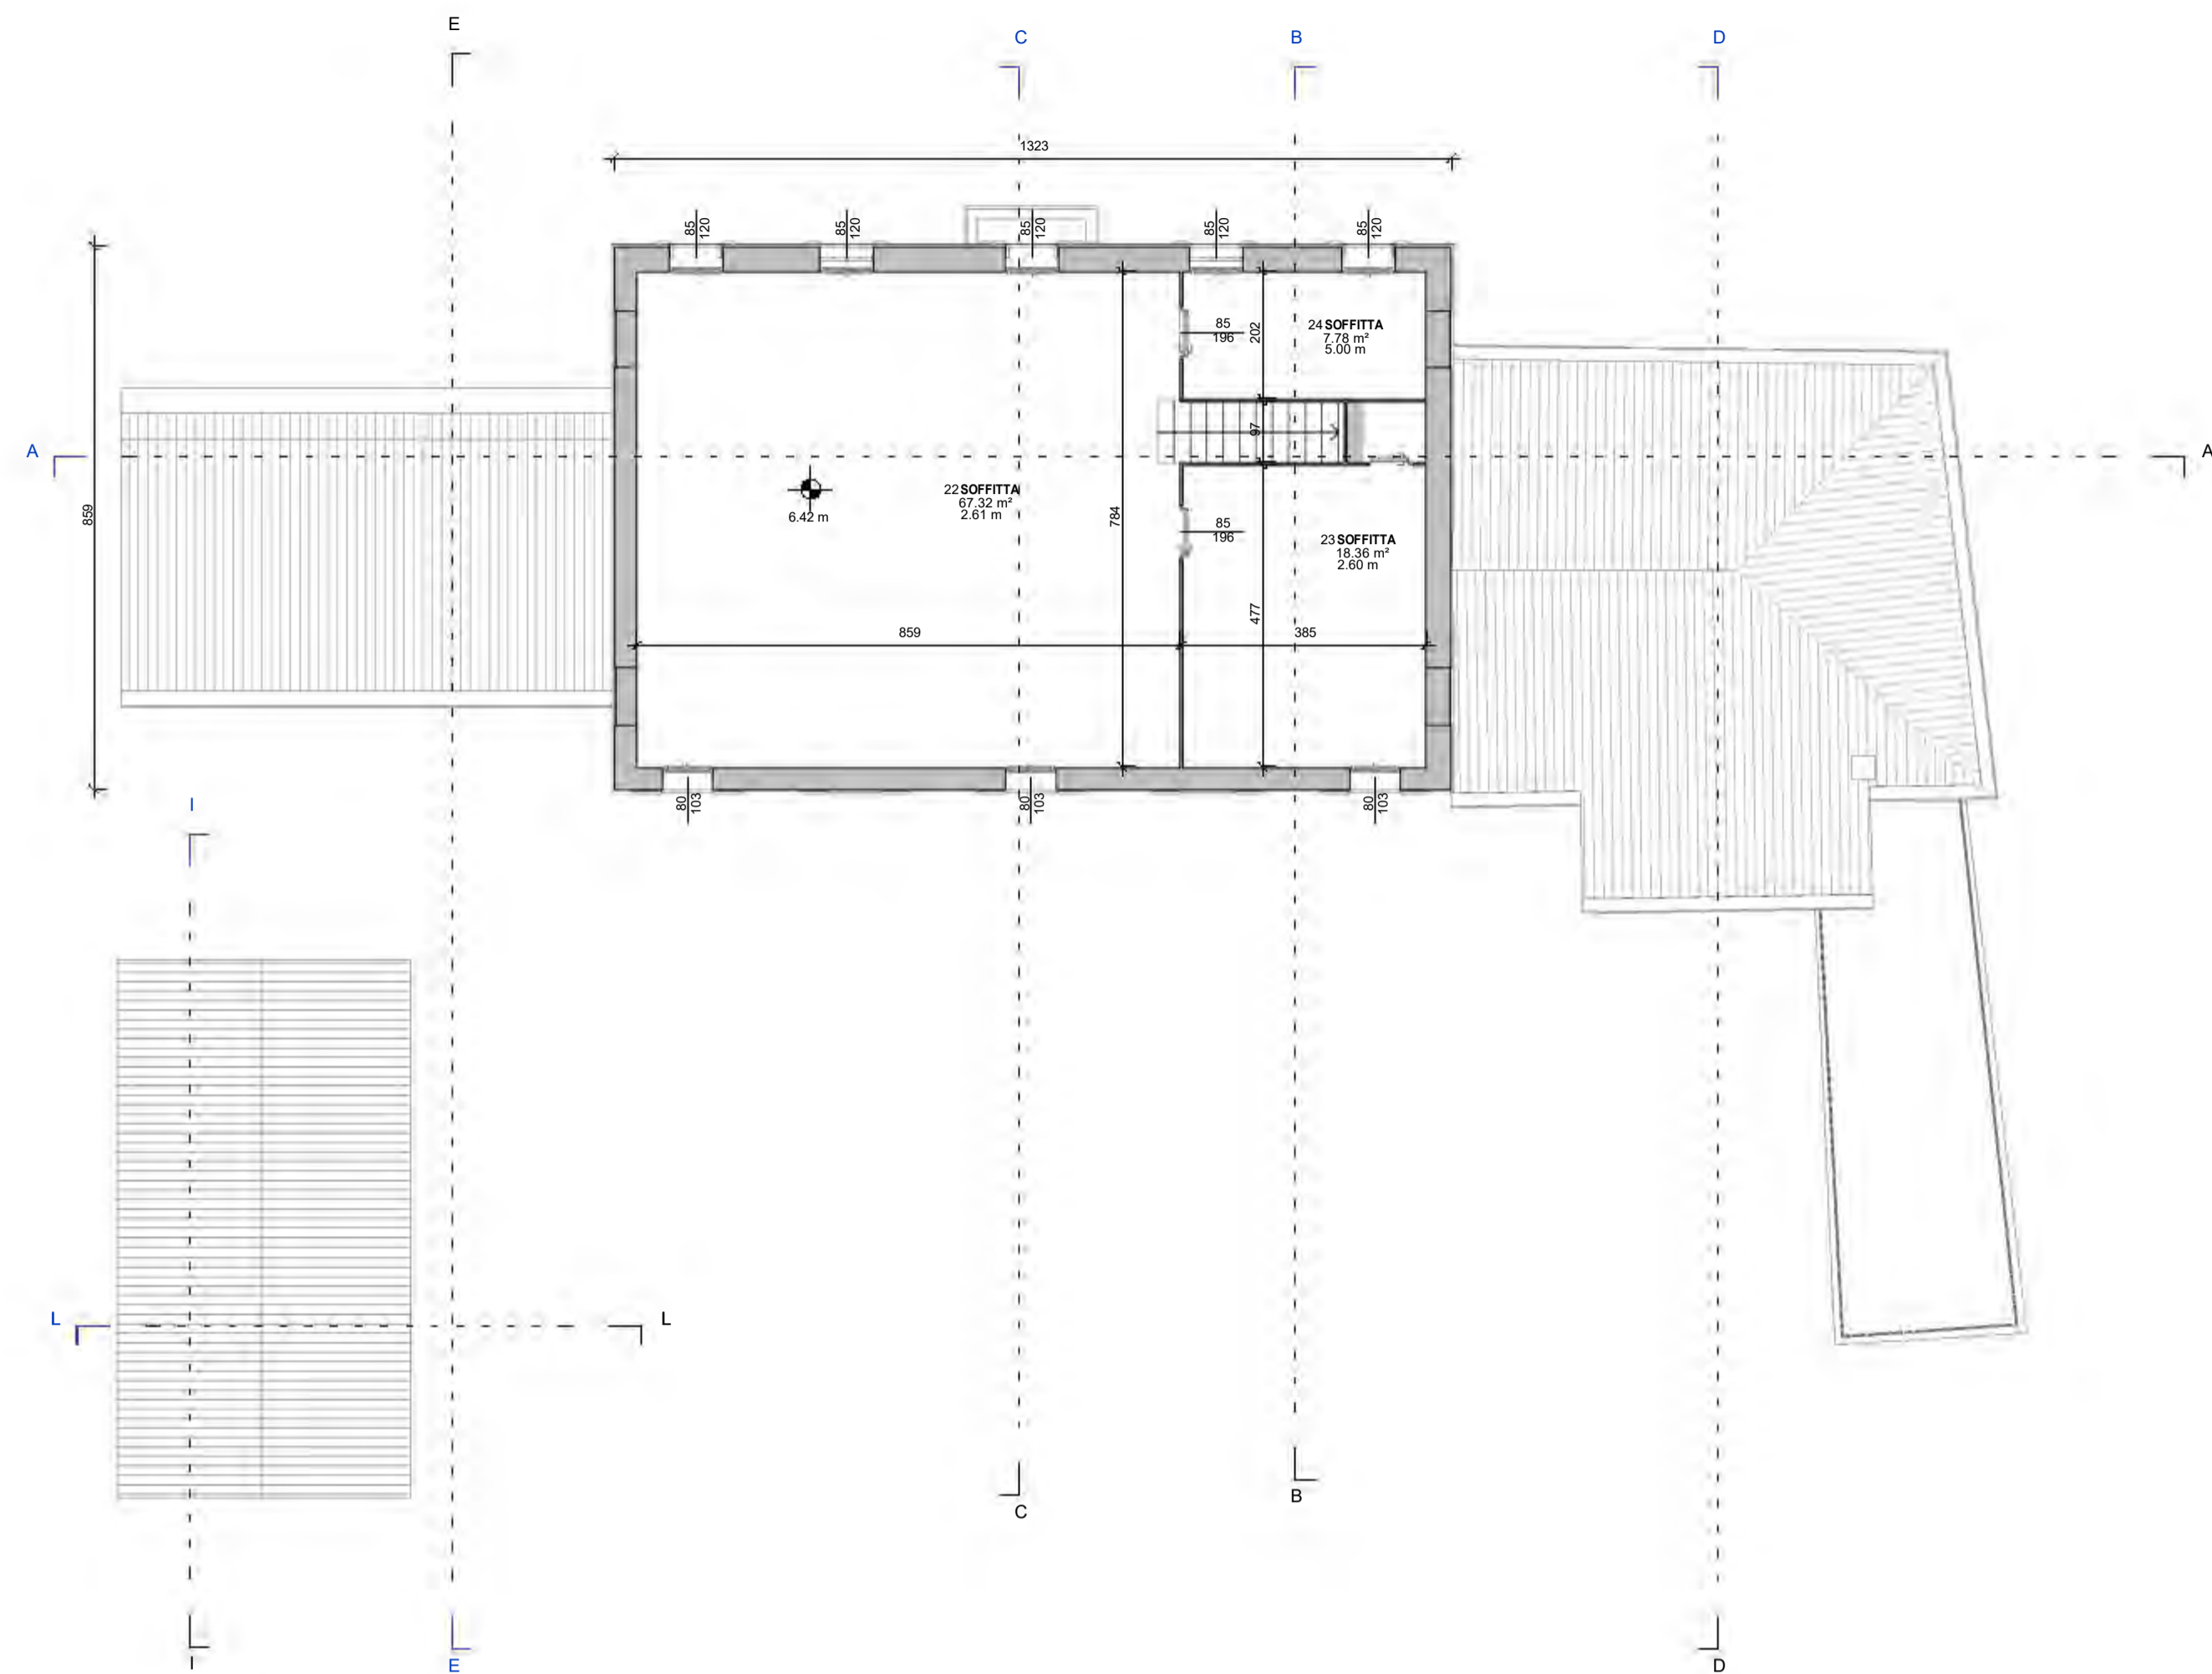 E
C
B
D
1323
85
120
85
120
85
120
85
120
85
120
85
196
202
24 SOFFITTA
7.78 m²
5.00 m
97
A
A
859
6.42 m
22 SOFFITTA
67.32 m²
2.61 m
784
85
196
23 SOFFITTA
18.36 m²
2.60 m
477
859
385
80
103
80
103
80
103
I
L
L
C
B
I
E
D